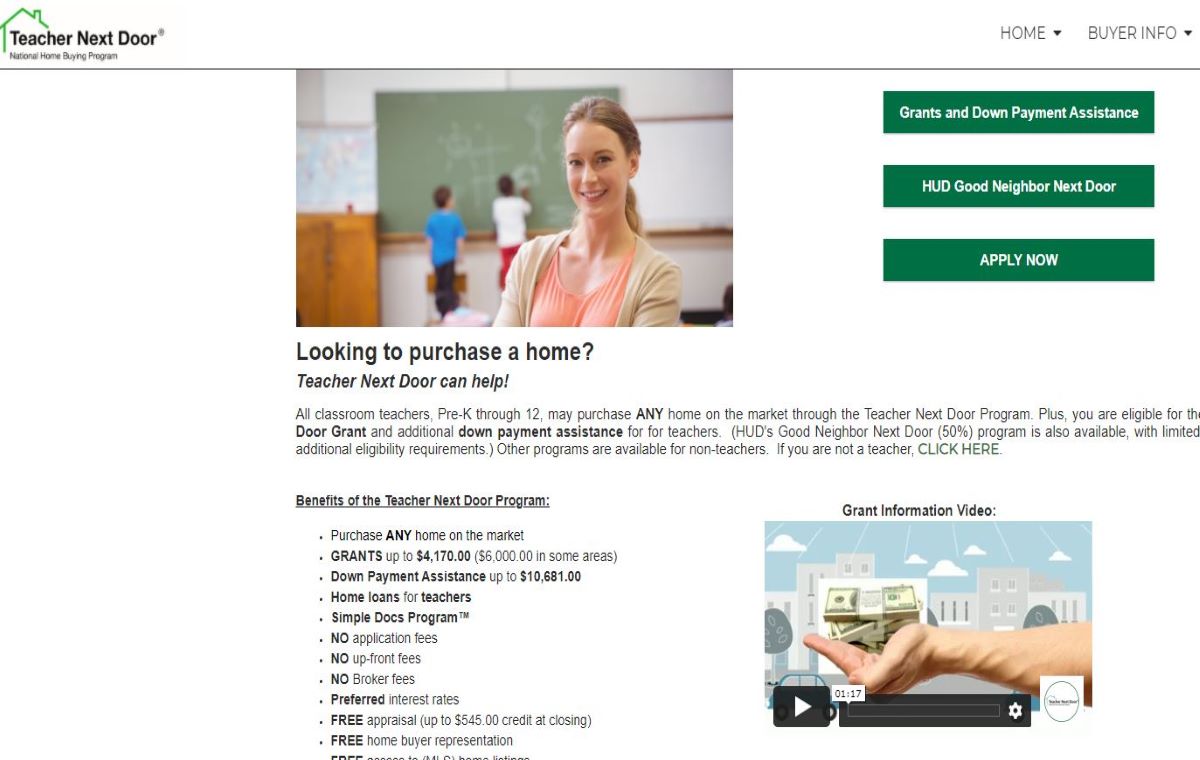 Teacher Next Door®
National Home Buying Program
HOME
BUYER INFO
Grants and Down Payment Assistance
HUD Good Neighbor Next Door
APPLY NOW
Looking to purchase a home?
Teacher Next Door can help!
All classroom teachers, Pre-K through 12, may purchase ANY home on the market through the Teacher Next Door Program. Plus, you are eligible for the
Door Grant and additional down payment assistance for for teachers. (HUD's Good Neighbor Next Door (50%) program is also available, with limited
additional eligibility requirements.) Other programs are available for non-teachers. If you are not a teacher, CLICK HERE.
Benefits of the Teacher Next Door Program:
Grant Information Video:
• Purchase ANY home on the market
• GRANTS up to $4,170.00 ($6,000.00 in some areas)
• Down Payment Assistance up to $10,681.00
• Home loans for teachers
• Simple Docs Program™
• NO application fees
• NO up-front fees
• NO Broker fees
• Preferred interest rates
• FREE appraisal (up to $545.00 credit at closing)
• FREE home buyer representation
• FREE access to (MLS) home listings
01:17
Teacher Next Door